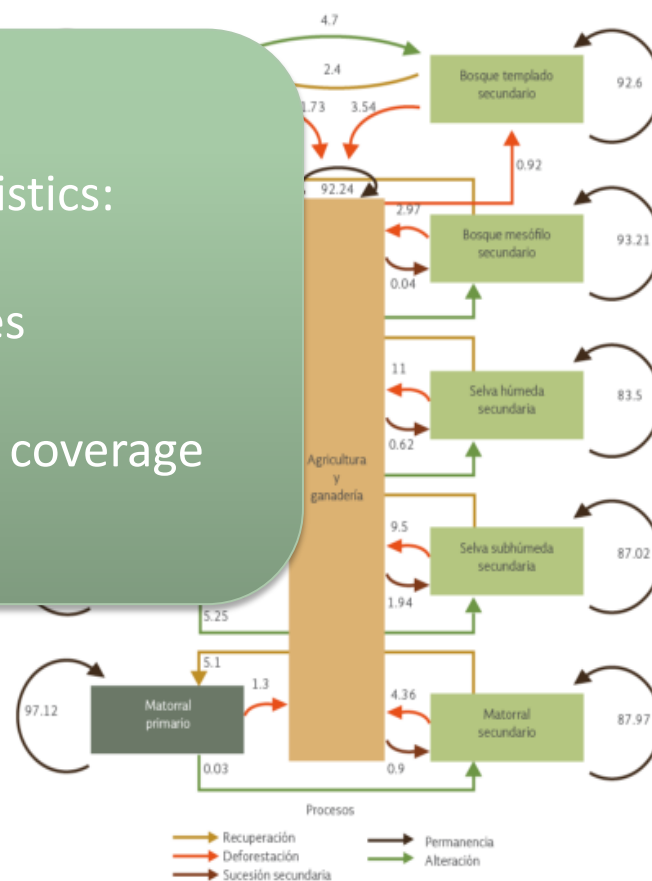 4.7
2.4
1.73
3.54
Bosque templado
secundario
92.6
0.92
istics:
92.24
2.97
Bosque mesófilo
secundario
93.21
0.04
es
11
Selva húmeda
secundaria
83.5
0.62
coverage
Agricultura
y
ganadería
9.5
Selva subhúmeda
secundaria
87.02
1.94
5.25
5.1
1.3
Matorral
primario
97.12
4.36
Matorral
secundario
87.97
0.03
0.9
Procesos
Recuperación
Deforestación
Sucesión secundaria
Permanencia
Alteración